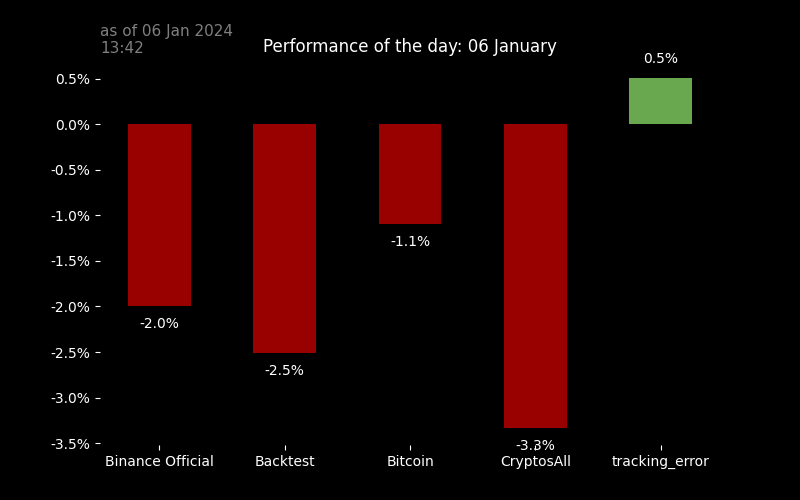 as of 06 Jan 2024
13:42
Performance of the day: 06 January
0.5%
0.5%
0.0%
-0.5%
-1.0%
-1.1%
-1.5%
-2.0%
-2.0%
-2.5%
-2.5%
-3.0%
-3.5%
-3.3%
Binance Official
Backtest
Bitcoin
CryptosAll
tracking_error